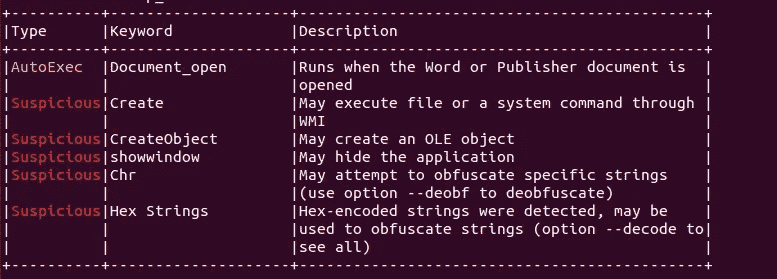 +----------+--------------------+---------------------------------------------+
|Type      |Keyword             |Description                                  |
+----------+--------------------+---------------------------------------------+
|AutoExec  |Document_open       |Runs when the Word or Publisher document is  |
|          |                    |opened                                       |
|Suspicious|Create              |May execute file or a system command through |
|          |                    |WMI                                          |
|Suspicious|CreateObject        |May create an OLE object                     |
|Suspicious|showwindow          |May hide the application                     |
|Suspicious|Chr                 |May attempt to obfuscate specific strings    |
|          |                    |(use option --deobf to deobfuscate)          |
|Suspicious|Hex Strings         |Hex-encoded strings were detected, may be    |
|          |                    |used to obfuscate strings (option --decode to|
|          |                    |see all)                                     |
+----------+--------------------+---------------------------------------------+